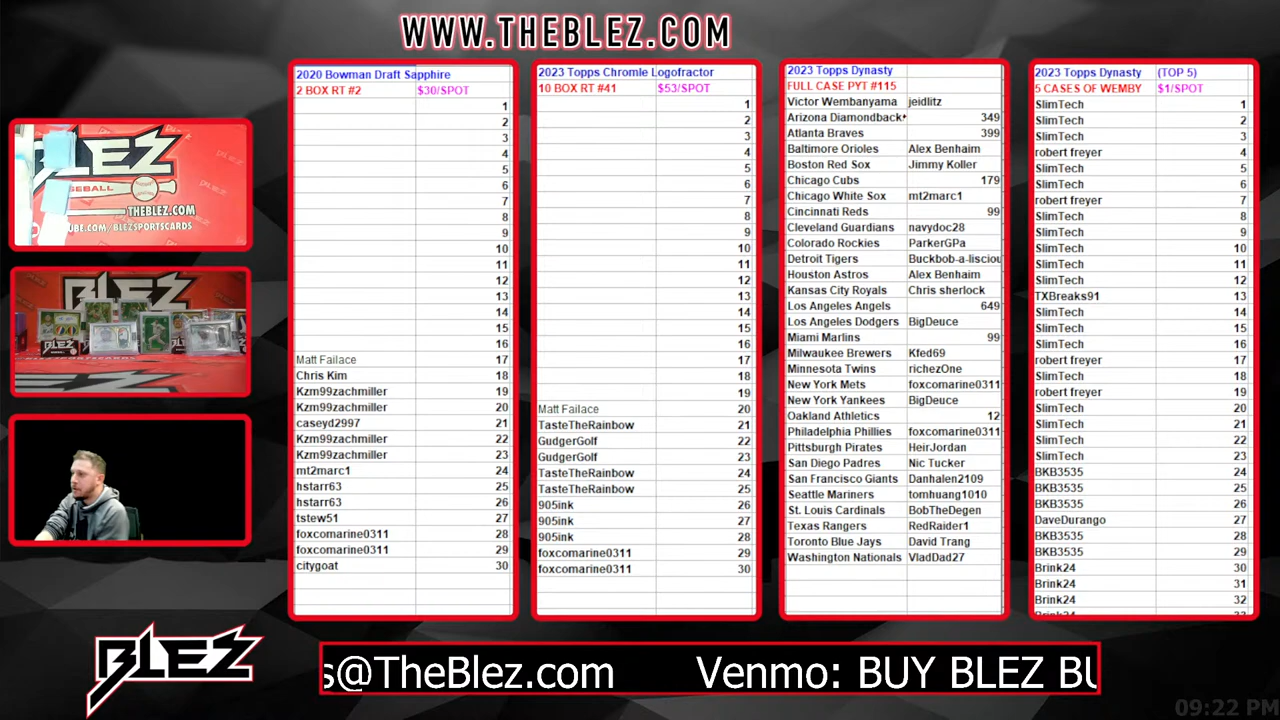 WWW.THEBLEZ.COM
BLEZ
THEBLEZ.COM
UBE.COM/BLEZSPORTSCARDS
BLEZ
2020 Bowman Draft Sapphire
2 BOX RT #2 $30/SPOT
1
2
3
4
5
6
7
8
9
10
11
12
13
14
15
16
Matt Failace 17
Chris Kim 18
Kzm99zachmiller 19
Kzm99zachmiller 20
caseyd2997 21
Kzm99zachmiller 22
Kzm99zachmiller 23
mt2marc1 24
hstarr63 25
hstarr63 26
tstew51 27
foxcomarine0311 28
foxcomarine0311 29
citygoat 30
2023 Topps Chromle Logofractor
10 BOX RT #41 $53/SPOT
1
2
3
4
5
6
7
8
9
10
11
12
13
14
15
16
17
18
19
Matt Failace 20
TasteTheRainbow 21
GudgerGolf 22
GudgerGolf 23
TasteTheRainbow 24
TasteTheRainbow 25
905ink 26
905ink 27
905ink 28
foxcomarine0311 29
foxcomarine0311 30
2023 Topps Dynasty
FULL CASE PYT #115
Victor Wembanyama jeidlitz
Arizona Diamondback 349
Atlanta Braves 399
Baltimore Orioles Alex Benhaim
Boston Red Sox Jimmy Koller
Chicago Cubs 179
Chicago White Sox mt2marc1
Cincinnati Reds 99
Cleveland Guardians navydoc28
Colorado Rockies ParkerGPa
Detroit Tigers Buckbob-a-lisciou
Houston Astros Alex Benhaim
Kansas City Royals Chris sherlock
Los Angeles Angels 649
Los Angeles Dodgers BigDeuce
Miami Marlins 99
Milwaukee Brewers Kfed69
Minnesota Twins richezOne
New York Mets foxcomarine0311
New York Yankees BigDeuce
Oakland Athletics 12
Philadelphia Phillies foxcomarine0311
Pittsburgh Pirates HeirJordan
San Diego Padres Nic Tucker
San Francisco Giants Danhalen2109
Seattle Mariners tomhuang1010
St. Louis Cardinals BobTheDegen
Texas Rangers RedRaider1
Toronto Blue Jays David Trang
Washington Nationals VladDad27
2023 Topps Dynasty (TOP 5)
5 CASES OF WEMBY $1/SPOT
SlimTech 1
SlimTech 2
SlimTech 3
robert freyer 4
SlimTech 5
SlimTech 6
robert freyer 7
SlimTech 8
SlimTech 9
SlimTech 10
SlimTech 11
SlimTech 12
TXBreaks91 13
SlimTech 14
SlimTech 15
SlimTech 16
robert freyer 17
SlimTech 18
robert freyer 19
SlimTech 20
SlimTech 21
SlimTech 22
SlimTech 23
BKB3535 24
BKB3535 25
BKB3535 26
DaveDurango 27
BKB3535 28
BKB3535 29
Brink24 30
Brink24 31
Brink24 32
BLEZ
s@TheBlez.com Venmo: BUY BLEZ BU
09:22 PM